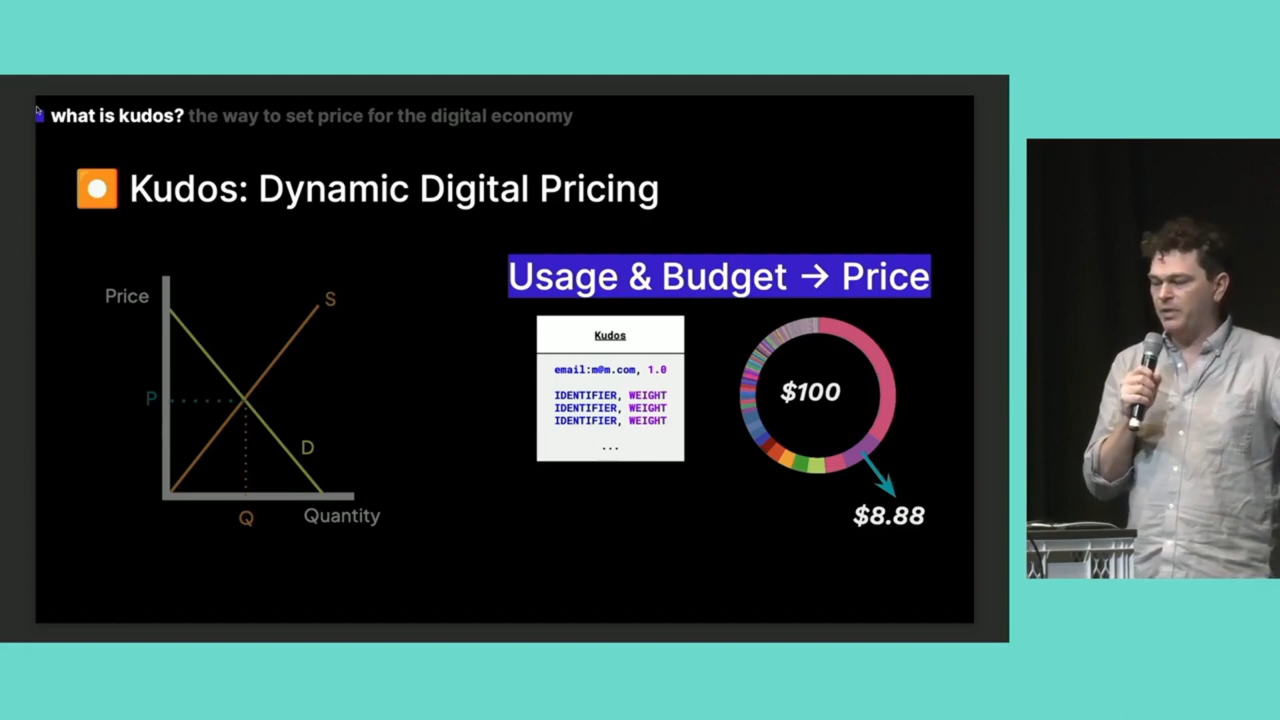 what is kudos? the way to set price for the digital economy
Kudos: Dynamic Digital Pricing
Usage & Budget → Price
Price
S
P
D
Q
Quantity
Kudos
email:m@m.com, 1.0
IDENTIFIER, WEIGHT
IDENTIFIER, WEIGHT
IDENTIFIER, WEIGHT
...
$100
$8.88